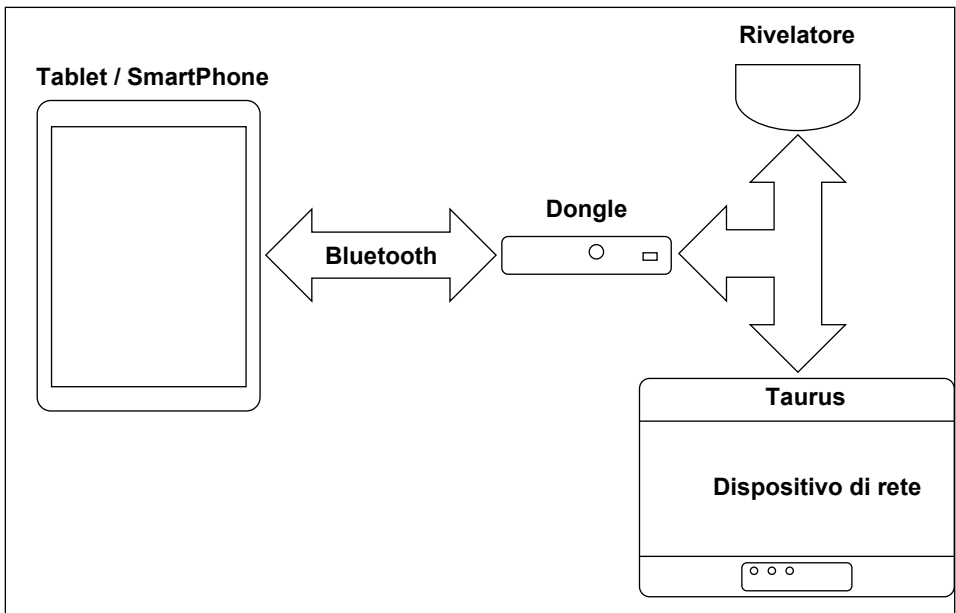 Rivelatore
Tablet / SmartPhone
Dongle
Bluetooth
Taurus
Dispositivo di rete